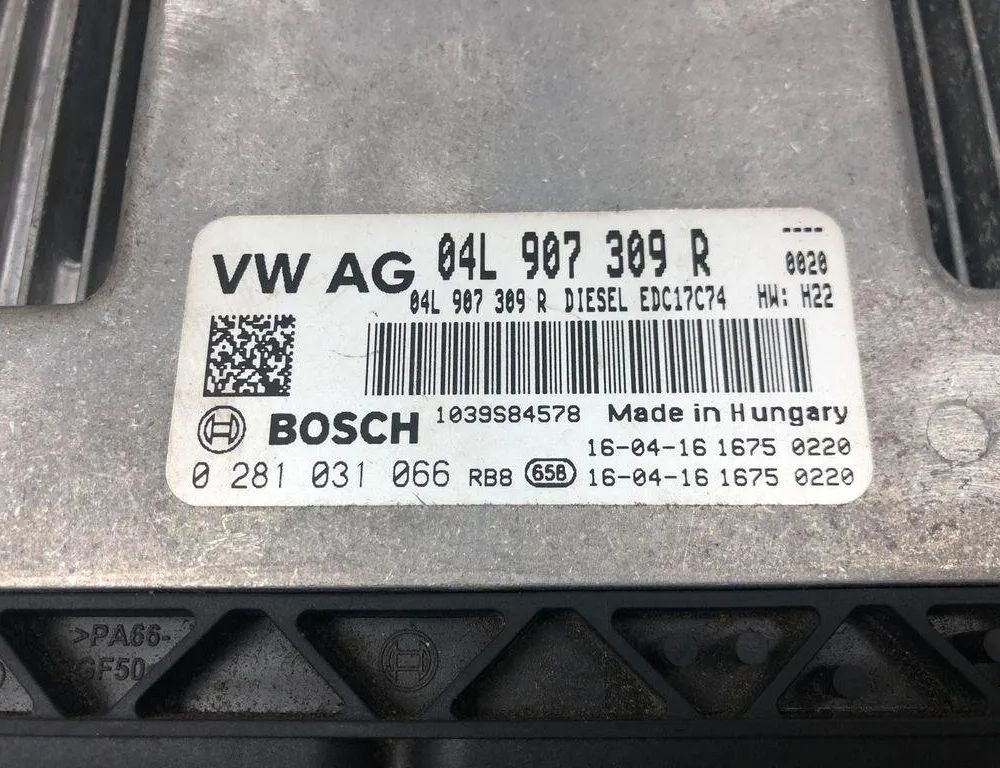 VW AG 04L 907 309 R ----
0020
04L 907 309 R DIESEL EDC17C74 HW: H22
BOSCH 1039S84578 Made in Hungary
16-04-16 1675 0220
0 281 031 066 RB8 65B 16-04-16 1675 0220
>PA66-
GF50